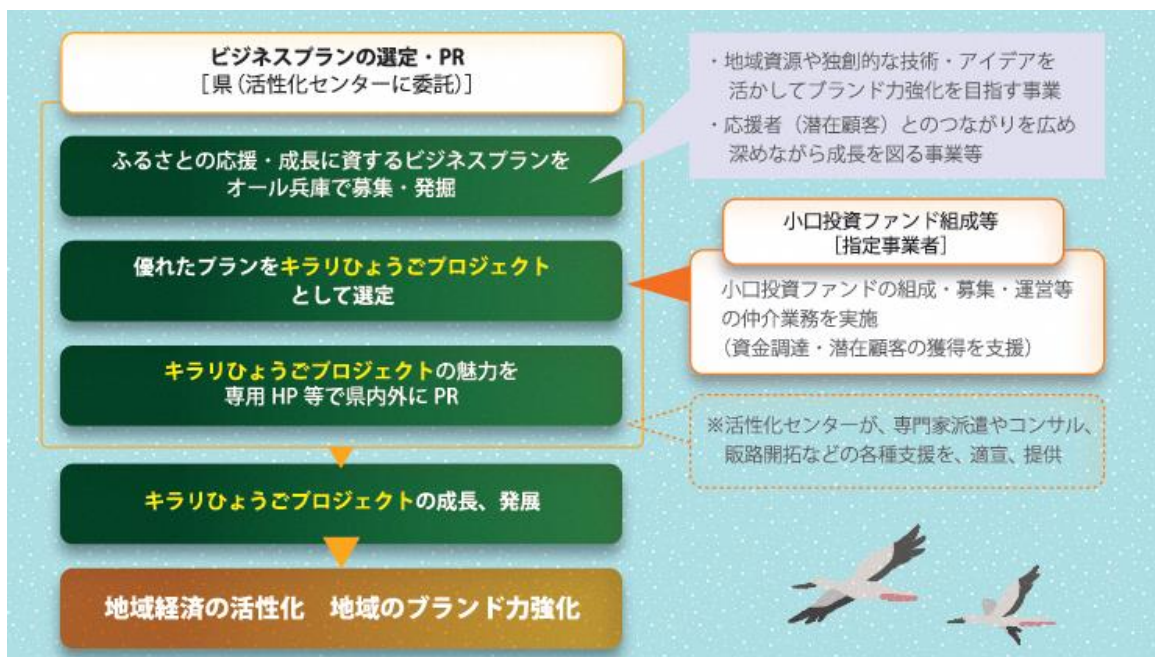 ビジネスプランの選定・PR
［県（活性化センターに委託）］
・地域資源や独創的な技術・アイデアを
活かしてブランド力強化を目指す事業
・応援者（潜在顧客）とのつながりを広め
深めながら成長を図る事業等
ふるさとの応援・成長に資するビジネスプランを
オール兵庫で募集・発掘
小口投資ファンド組成等
［指定事業者］
小口投資ファンドの組成・募集・運営等
の仲介業務を実施
（資金調達・潜在顧客の獲得を支援）
優れたプランをキラリひょうごプロジェクト
として選定
キラリひょうごプロジェクトの魅力を
専用 HP 等で県内外に PR
※活性化センターが、専門家派遣やコンサル、
販路開拓などの各種支援を、適宣、提供
キラリひょうごプロジェクトの成長、発展
地域経済の活性化　地域のブランド力強化